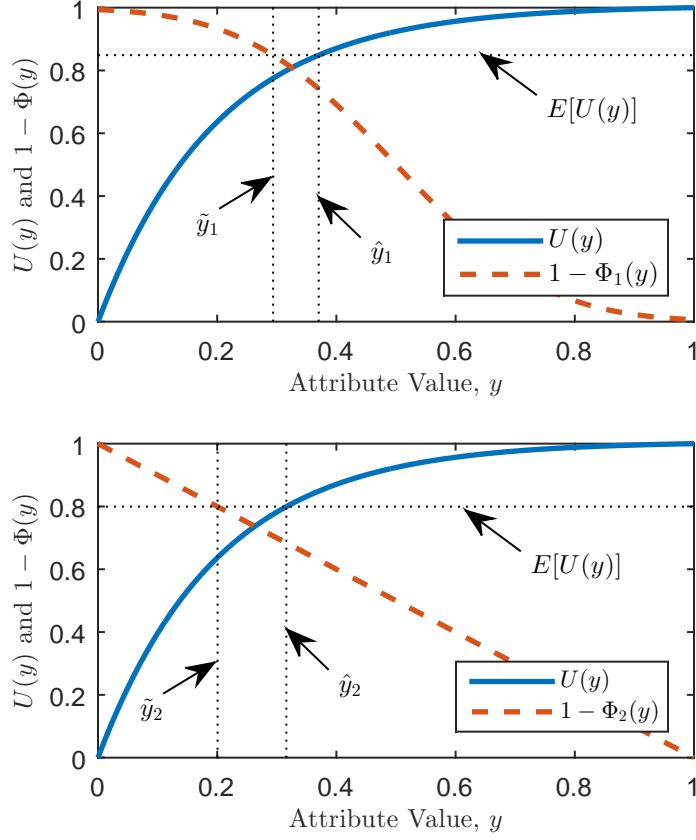 1
0.8
0.6
0.4
0.2
0
U(y) and 1 − Φ(y)
E[U(y)]
ỹ₁
ŷ₁
U(y)
1 − Φ₁(y)
0 0.2 0.4 0.6 0.8 1
Attribute Value, y
1
0.8
0.6
0.4
0.2
0
U(y) and 1 − Φ(y)
E[U(y)]
ỹ₂
ŷ₂
U(y)
1 − Φ₂(y)
0 0.2 0.4 0.6 0.8 1
Attribute Value, y